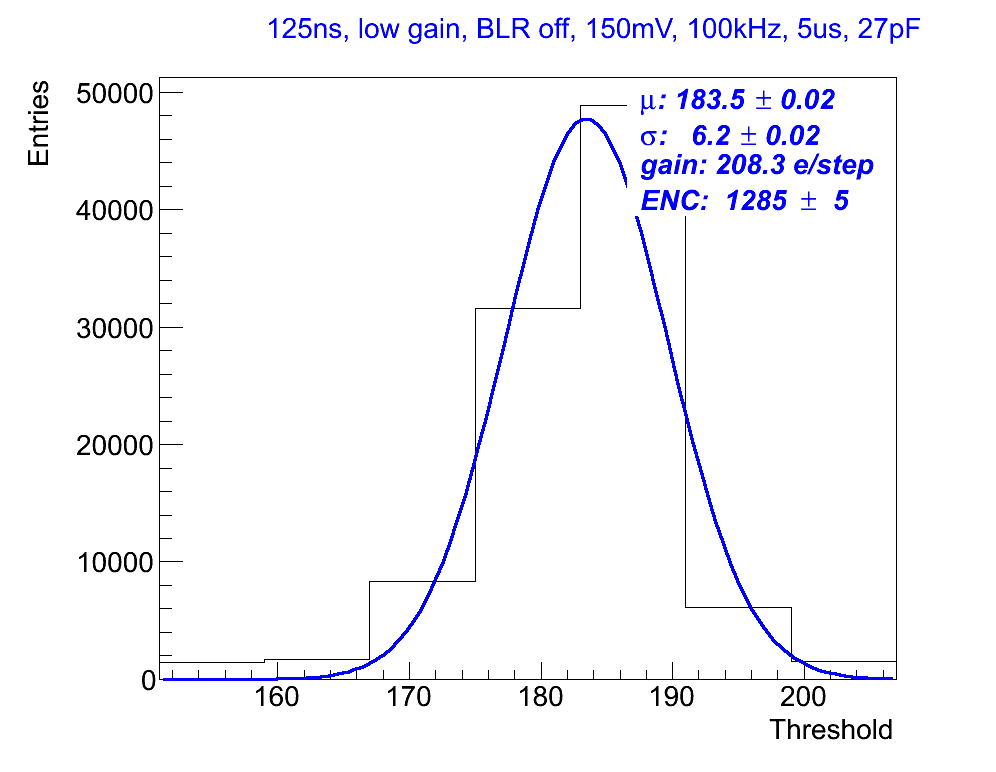 125ns, low gain, BLR off, 150mV, 100kHz, 5us, 27pF
Entries
50000
40000
30000
20000
10000
0
μ: 183.5 ± 0.02
σ: 6.2 ± 0.02
gain: 208.3 e/step
ENC: 1285 ± 5
160 170 180 190 200
Threshold